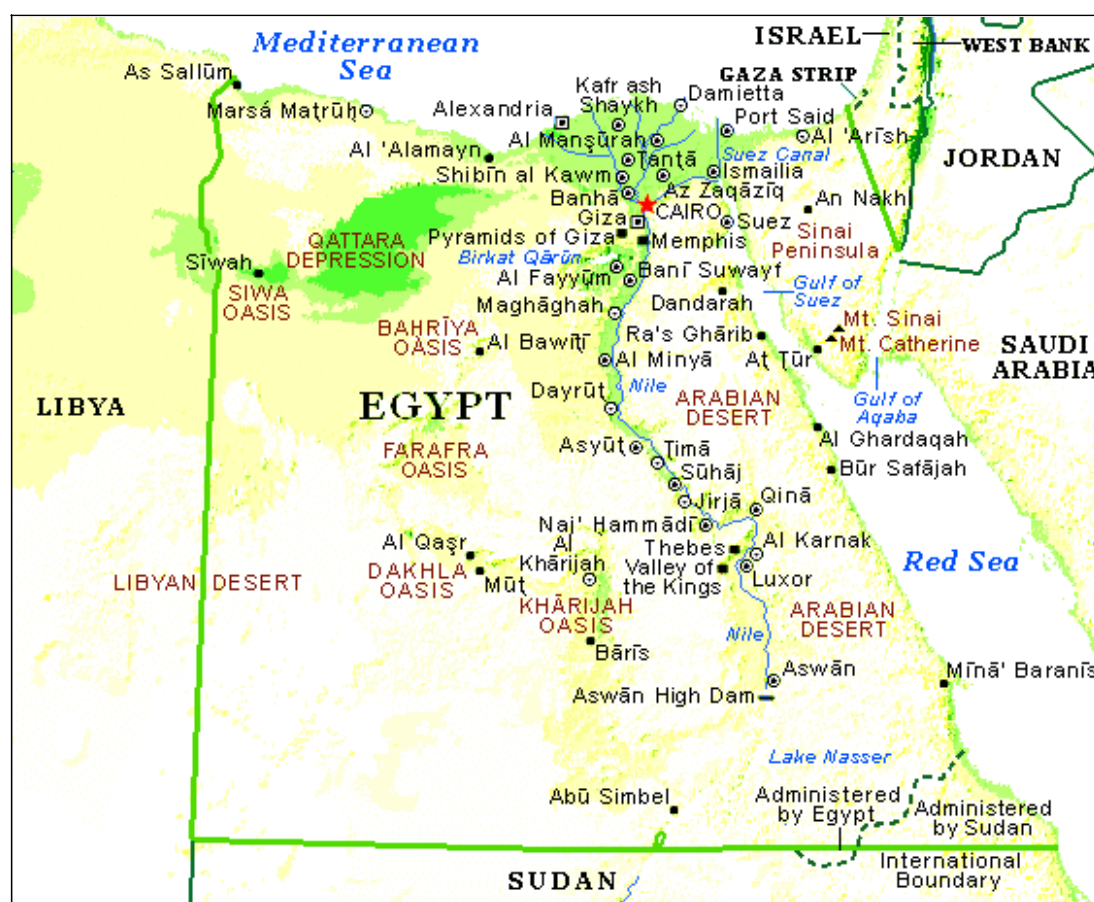 Mediterranean
Sea
ISRAEL
WEST BANK
GAZA STRIP
As Sallūm
Marsá Maţrūḥ
Kafr ash
Shaykh
Damietta
Alexandria
Port Said
Al Manşūrah
Al 'Arīsh
JORDAN
Al 'Alamayn
Ţanţā
Suez Canal
Shibīn al Kawm
Ismailia
Az Zaqāzīq
Banhā
An Nakhl
Giza
CAIRO
Suez
Sinai
Peninsula
QATTARA
DEPRESSION
Pyramids of Giza
Memphis
Birkat Qārūn
Sīwah
Al Fayyūm
Banī Suwayf
SIWA
OASIS
Dandarah
Gulf of
Suez
Maghāghah
BAHRĪYA
OASIS
Al Bawīţī
Ra's Ghārib
Mt. Sinai
Mt. Catherine
Aţ Ţūr
SAUDI
ARABIA
Al Minyā
LIBYA
EGYPT
Dayrūt
Nile
ARABIAN
DESERT
Gulf of
Aqaba
FARAFRA
OASIS
Asyūţ
Ţimā
Al Ghardaqah
Sūhāj
Būr Safājah
Jirjā
Qinā
Naj' Ḥammādī
Al Qaşr
Al
Khārijah
Thebes
Al Karnak
Red Sea
LIBYAN DESERT
DAKHLA
OASIS
Mūţ
Valley of
the Kings
Luxor
KHĀRIJAH
OASIS
ARABIAN
DESERT
Bārīs
Nile
Aswān
Mīnā' Baranīs
Aswān High Dam
Lake Nasser
Abū Simbel
Administered
by Egypt
Administered
by Sudan
International
Boundary
SUDAN